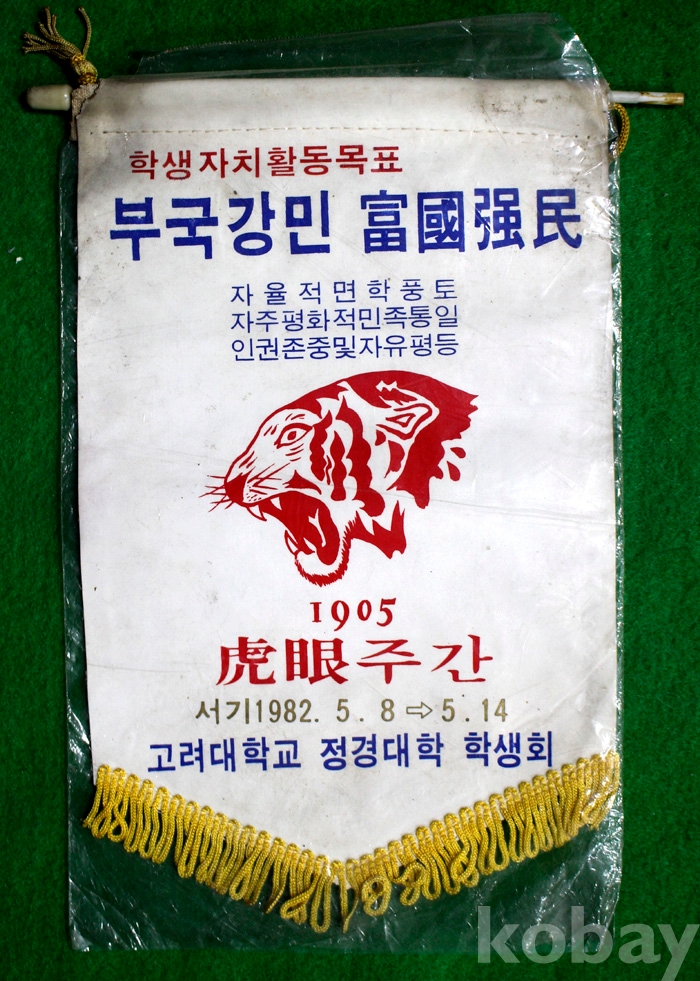 학생자치활동목표
부국강민 富國强民
자율적면학풍토
자주평화적민족통일
인권존중및자유평등
1905
虎眼주간
서기1982. 5. 8⇨5. 14
고려대학교 정경대학 학생회
kobay